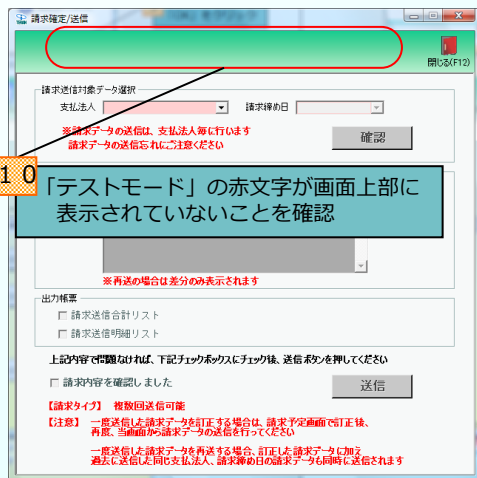 請求確定/送信
閉じる(F12)
請求送信対象データ選択
支払法人
請求締め日
※請求データの送信は、支払法人毎に行います
請求データの送信忘れにご注意ください
確認
10
「テストモード」の赤文字が画面上部に
表示されていないことを確認
※再送の場合は差分のみ表示されます
出力帳票
請求送信合計リスト
請求送信明細リスト
上記内容で問題なければ、下記チェックボックスにチェック後、送信ボタンを押してください
請求内容を確認しました
送信
【請求タイプ】 複数回送信可能
【注意】 一度送信した請求データを訂正する場合は、請求予定画面で訂正後、
再度、当画面から請求データの送信を行ってください
一度送信した請求データを再送する場合、訂正した請求データに加え
過去に送信した同じ支払法人、請求締め日の請求データも同時に送信されます